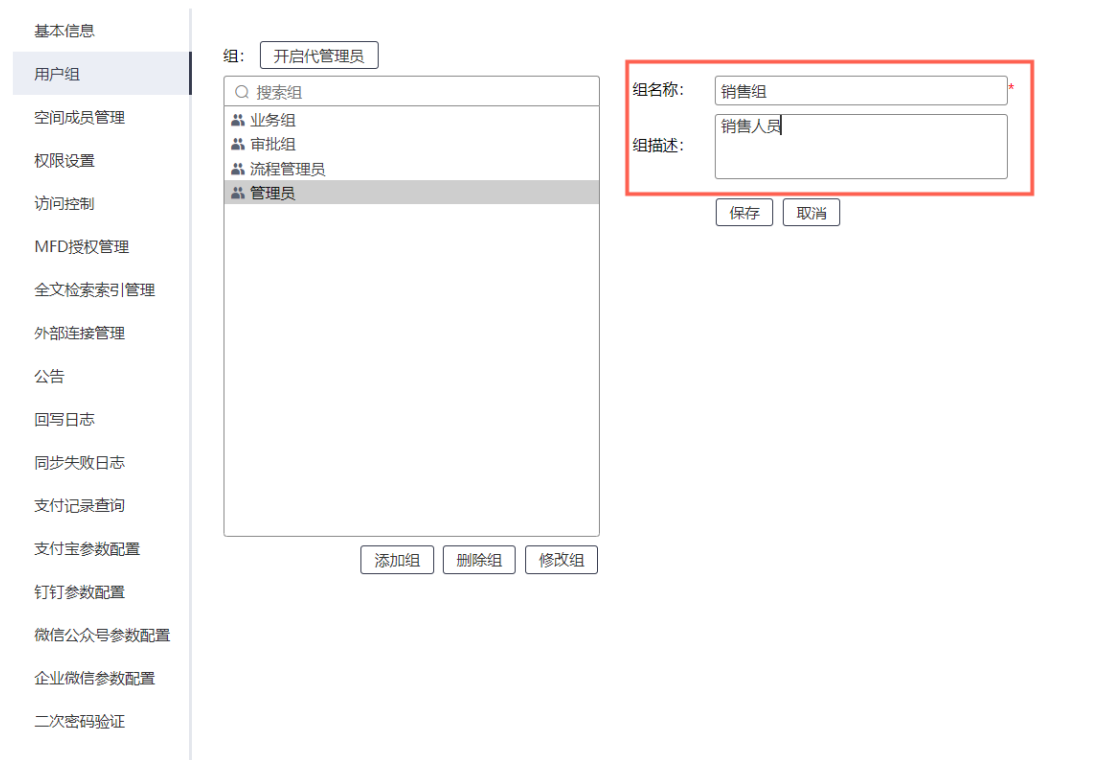 基本信息
用户组
空间成员管理
权限设置
访问控制
MFD授权管理
全文检索索引管理
外部连接管理
公告
回写日志
同步失败日志
支付记录查询
支付宝参数配置
钉钉参数配置
微信公众号参数配置
企业微信参数配置
二次密码验证
组： 开启代管理员
搜索组
业务组
审批组
流程管理员
管理员
添加组 删除组 修改组
组名称： 销售组 *
组描述： 销售人员
保存 取消